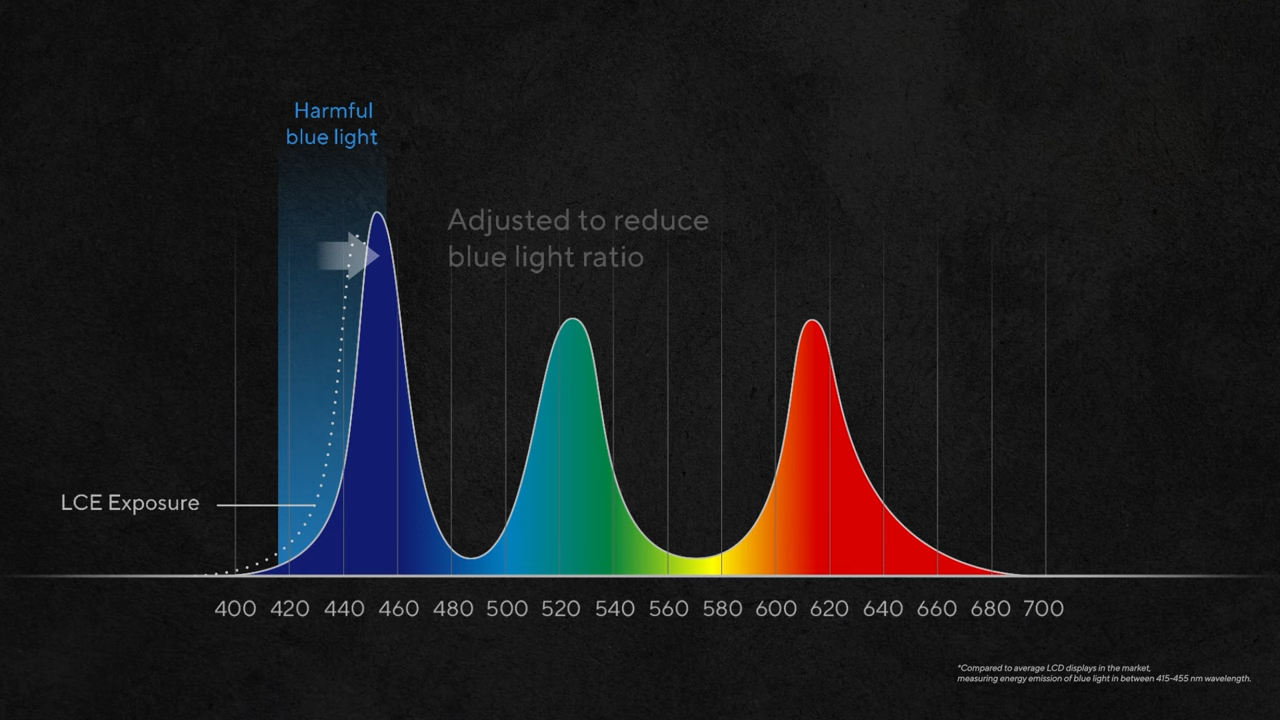 Harmful
blue light
Adjusted to reduce
blue light ratio
LCE Exposure
400 420 440 460 480 500 520 540 560 580 600 620 640 660 680 700
*Compared to average LCD displays in the market,
measuring energy emission of blue light in between 415-455 nm wavelength.